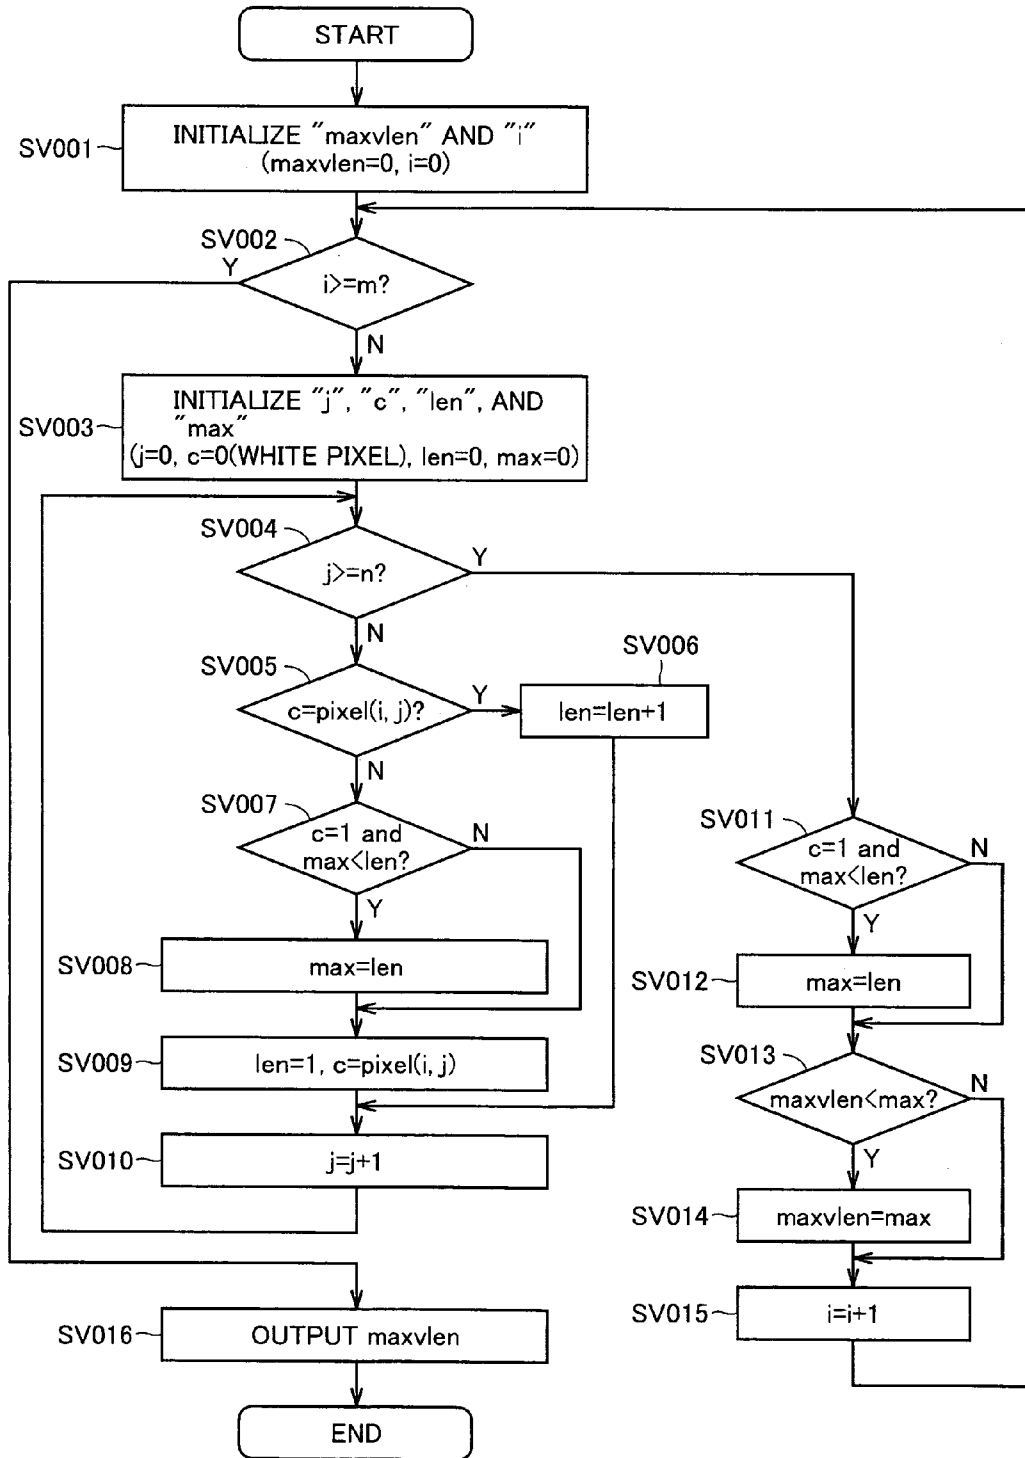 START
SV001
INITIALIZE "maxvlen" AND "i"
(maxvlen=0, i=0)
SV002
Y
i>=m?
N
SV003
INITIALIZE "j", "c", "len", AND
"max"
(j=0, c=0(WHITE PIXEL), len=0, max=0)
SV004
Y
j>=n?
N
SV005
Y
c=pixel(i, j)?
N
SV006
len=len+1
SV007
N
c=1 and
max<len?
Y
SV008
max=len
SV009
len=1, c=pixel(i, j)
SV010
j=j+1
SV011
N
c=1 and
max<len?
Y
SV012
max=len
SV013
N
maxvlen<max?
Y
SV014
maxvlen=max
SV015
i=i+1
SV016
OUTPUT maxvlen
END